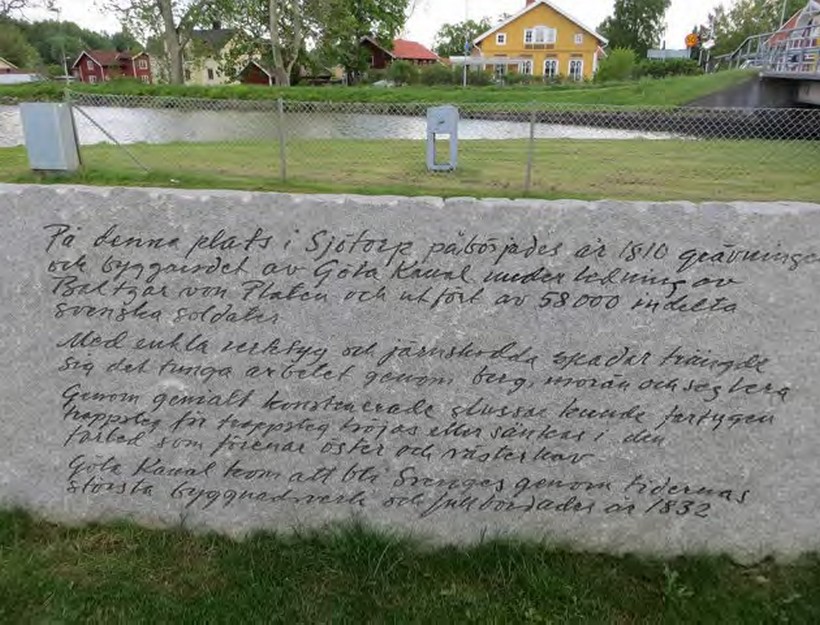 På denna plats i Sjötorp påbörjades år 1810 grävningen
och byggandet av Göta Kanal under ledning av
Baltzar von Platen och utfört av 58000 indelta
svenska soldater
Med enkla verktyg och järnskodda spadar trängde
sig det tunga arbetet genom berg, morän och seg lera
Genom genialt konstruerade slussar kunde fartygen
trappsteg för trappsteg höjas eller sänkas i den
farled som förenar öster och västerhav
Göta Kanal kom att bli Sveriges genom tidernas
största byggnadsverk och fullbordades år 1832